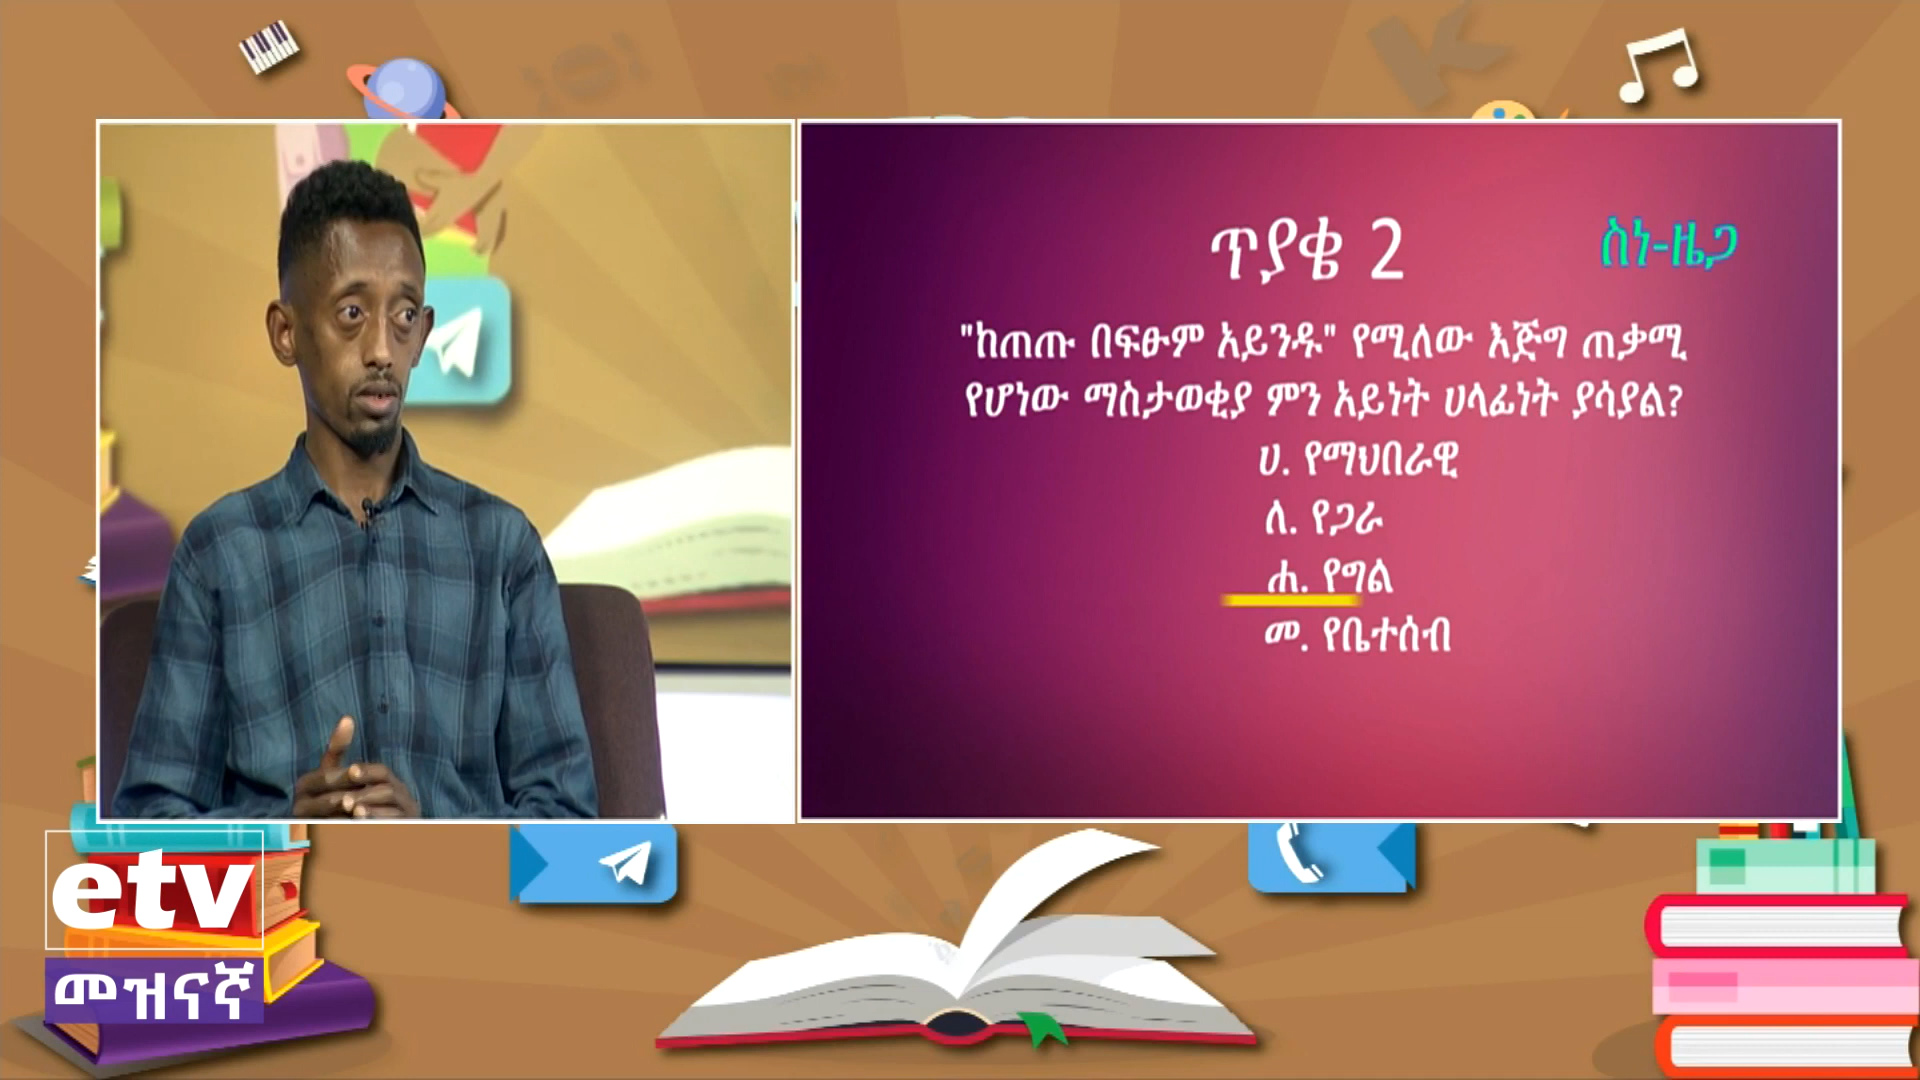 ጥያቄ 2
ስነ-ዜጋ
"ከጠጡ በፍፁም አይንዱ" የሚለው እጅግ ጠቃሚ
የሆነው ማስታወቂያ ምን አይነት ሀላፊነት ያሳያል?
ሀ. የማህበራዊ
ለ. የጋራ
ሐ. የግል
መ. የቤተሰብ
etv
መዝናኛ